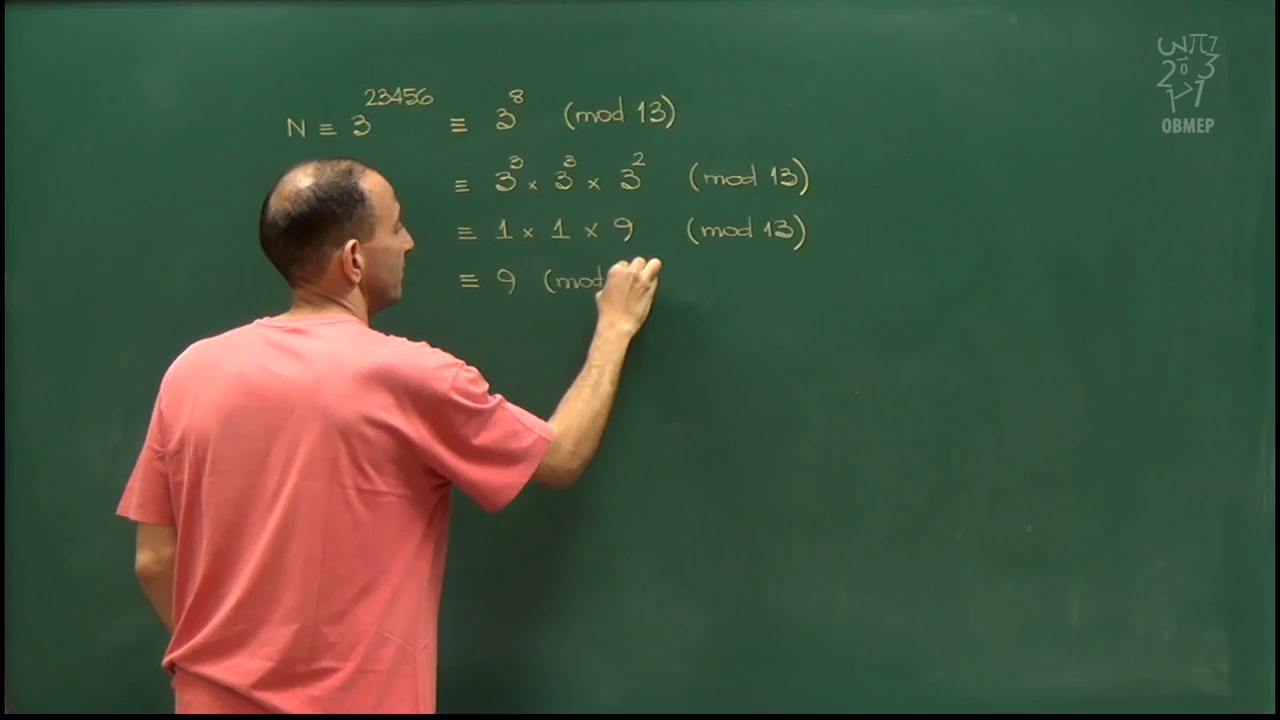 N ≡ 3^23456 ≡ 3^8 (mod 13)
≡ 3^3 × 3^3 × 3^2 (mod 13)
≡ 1 × 1 × 9 (mod 13)
≡ 9 (mod
OBMEP